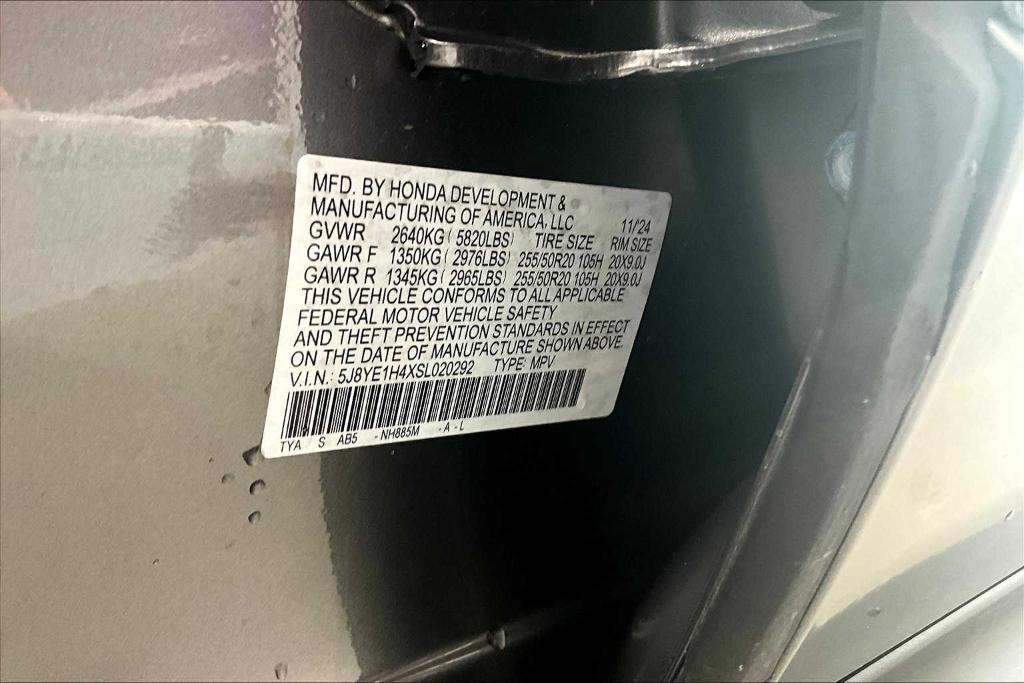 MFD. BY HONDA DEVELOPMENT &
MANUFACTURING OF AMERICA, LLC 11/24
GVWR 2640KG ( 5820LBS) TIRE SIZE RIM SIZE
GAWR F 1350KG ( 2976LBS) 255/50R20 105H 20X9.0J
GAWR R 1345KG ( 2965LBS) 255/50R20 105H 20X9.0J
THIS VEHICLE CONFORMS TO ALL APPLICABLE
FEDERAL MOTOR VEHICLE SAFETY
AND THEFT PREVENTION STANDARDS IN EFFECT
ON THE DATE OF MANUFACTURE SHOWN ABOVE.
V.I.N.: 5J8YE1H4XSL020292 TYPE: MPV
TYA S AB5 -NH885M -A-L